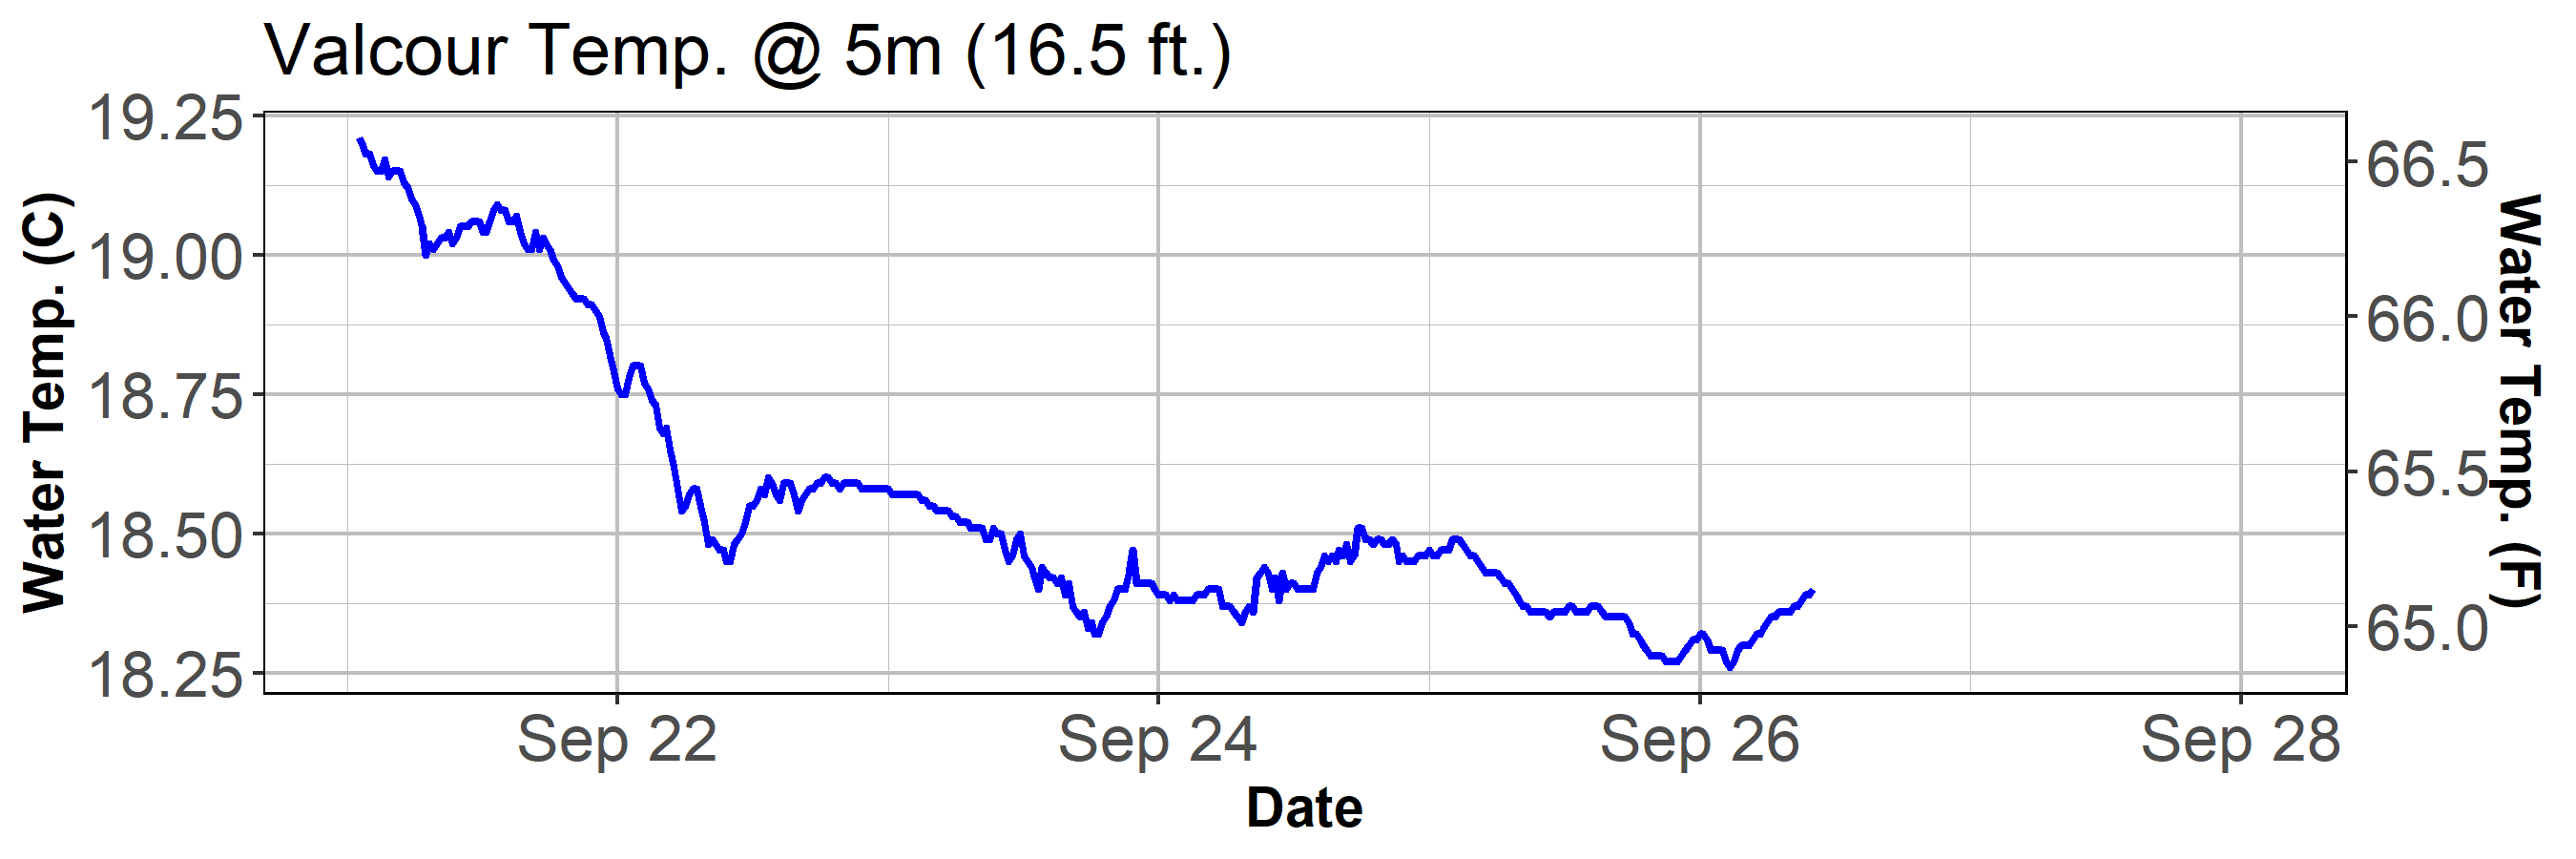 Valcour Temp. @ 5m (16.5 ft.)
Water Temp. (C)
19.25
19.00
18.75
18.50
18.25
66.5
66.0
65.5
65.0
Water Temp. (F)
Sep 22
Sep 24
Sep 26
Sep 28
Date